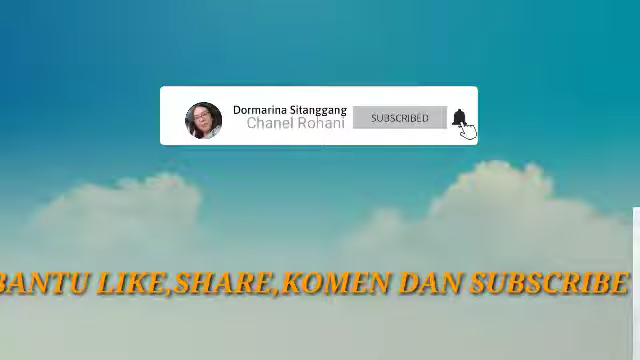 Dormarina Sitanggang
Chanel Rohani
SUBSCRIBED
BANTU LIKE,SHARE,KOMEN DAN SUBSCRIBE